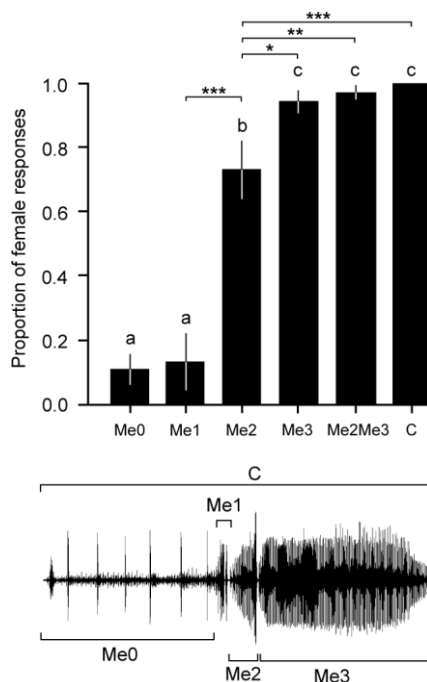 ***
**
*
***
c c c
b
a a
Proportion of female responses
1.0
0.8
0.6
0.4
0.2
0.0
Me0 Me1 Me2 Me3 Me2Me3 C
C
Me1
Me0
Me2 Me3